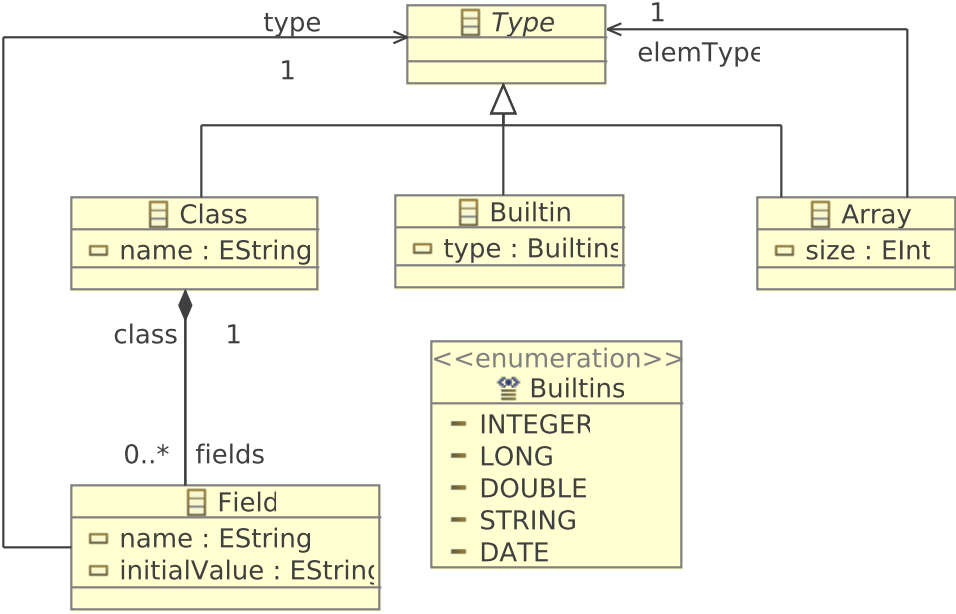 type
1
Type
1
elemType
Class
name : EString
Builtin
type : Builtins
Array
size : EInt
class
1
0..*
fields
<<enumeration>>
Builtins
INTEGER
LONG
DOUBLE
STRING
DATE
Field
name : EString
initialValue : EString